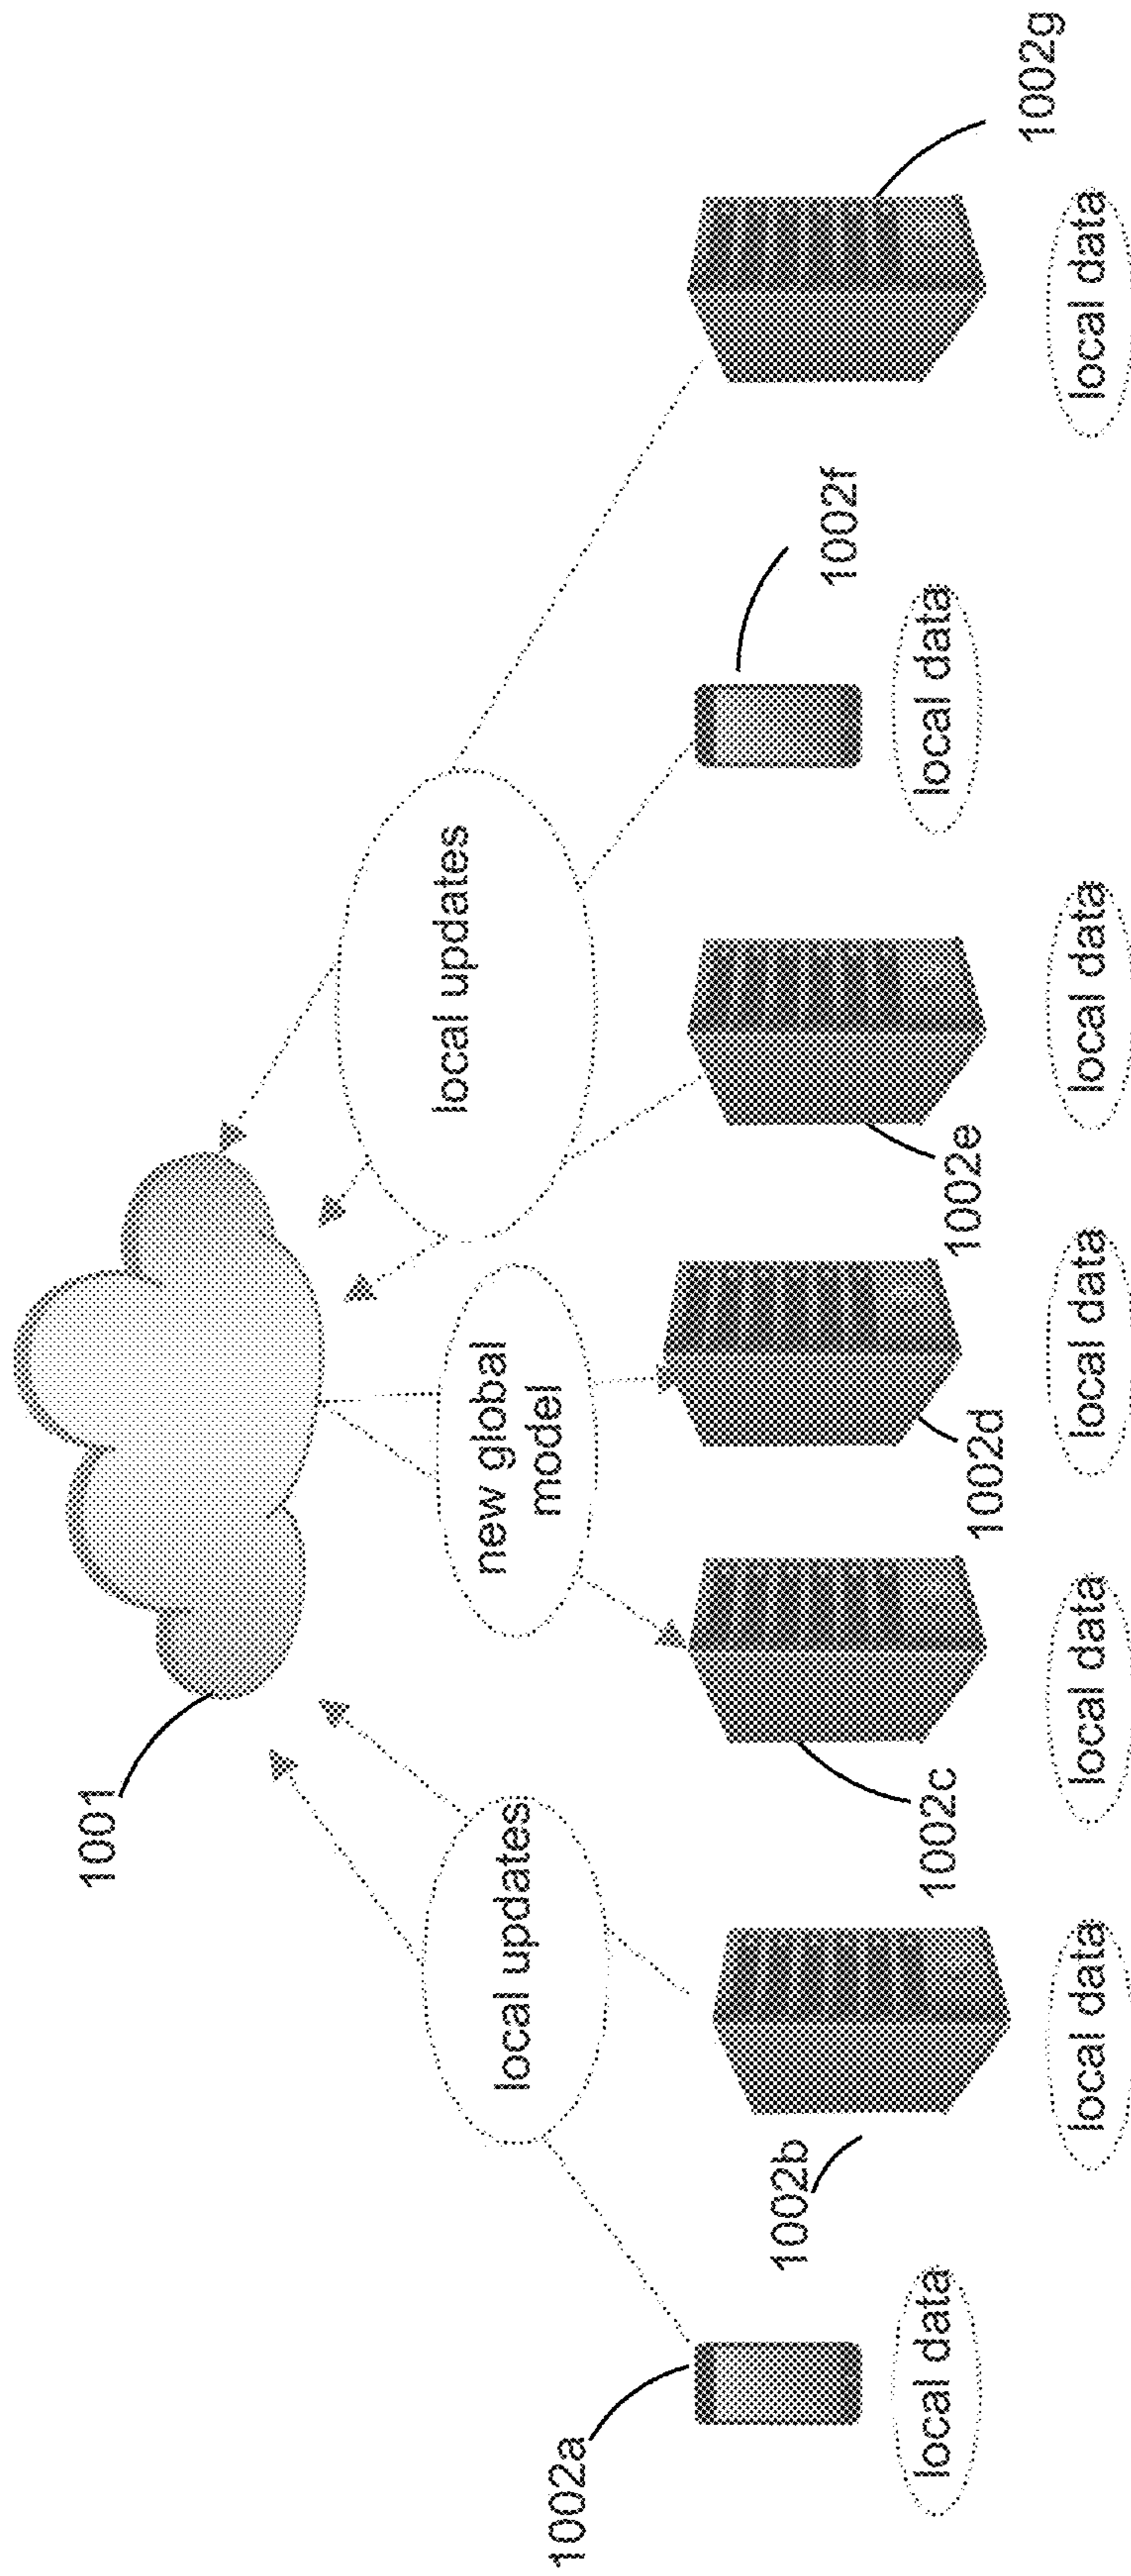 1001
local updates
new global
model
local updates
1002a
1002b
1002c
1002d
1002e
1002f
1002g
local data
local data
local data
local data
local data
local data
local data